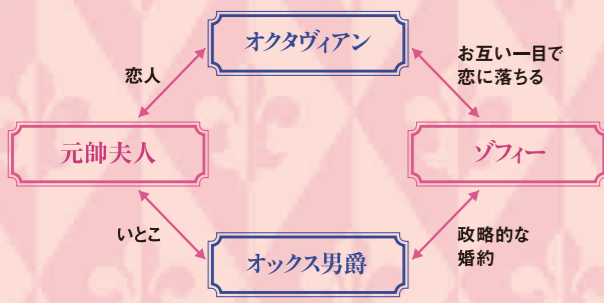 オクタヴィアン
恋人
お互い一目で
恋に落ちる
元帥夫人
ゾフィー
いとこ
政略的な
婚約
オックス男爵